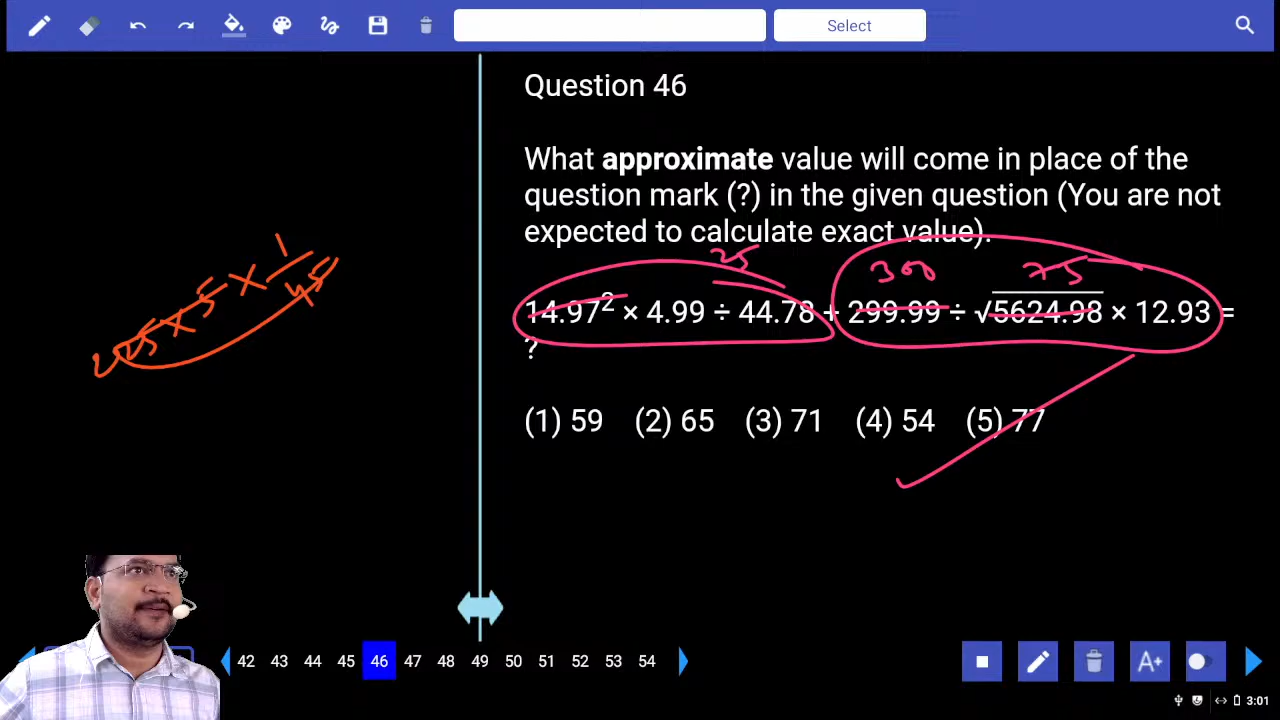 Select
Question 46
What approximate value will come in place of the
question mark (?) in the given question (You are not
expected to calculate exact value).
25 300 75
14.97² × 4.99 ÷ 44.78 + 299.99 ÷ √5624.98 × 12.93 =
?
(1) 59 (2) 65 (3) 71 (4) 54 (5) 77
225 × 5 × 1/45
42 43 44 45 46 47 48 49 50 51 52 53 54
A+
3:01